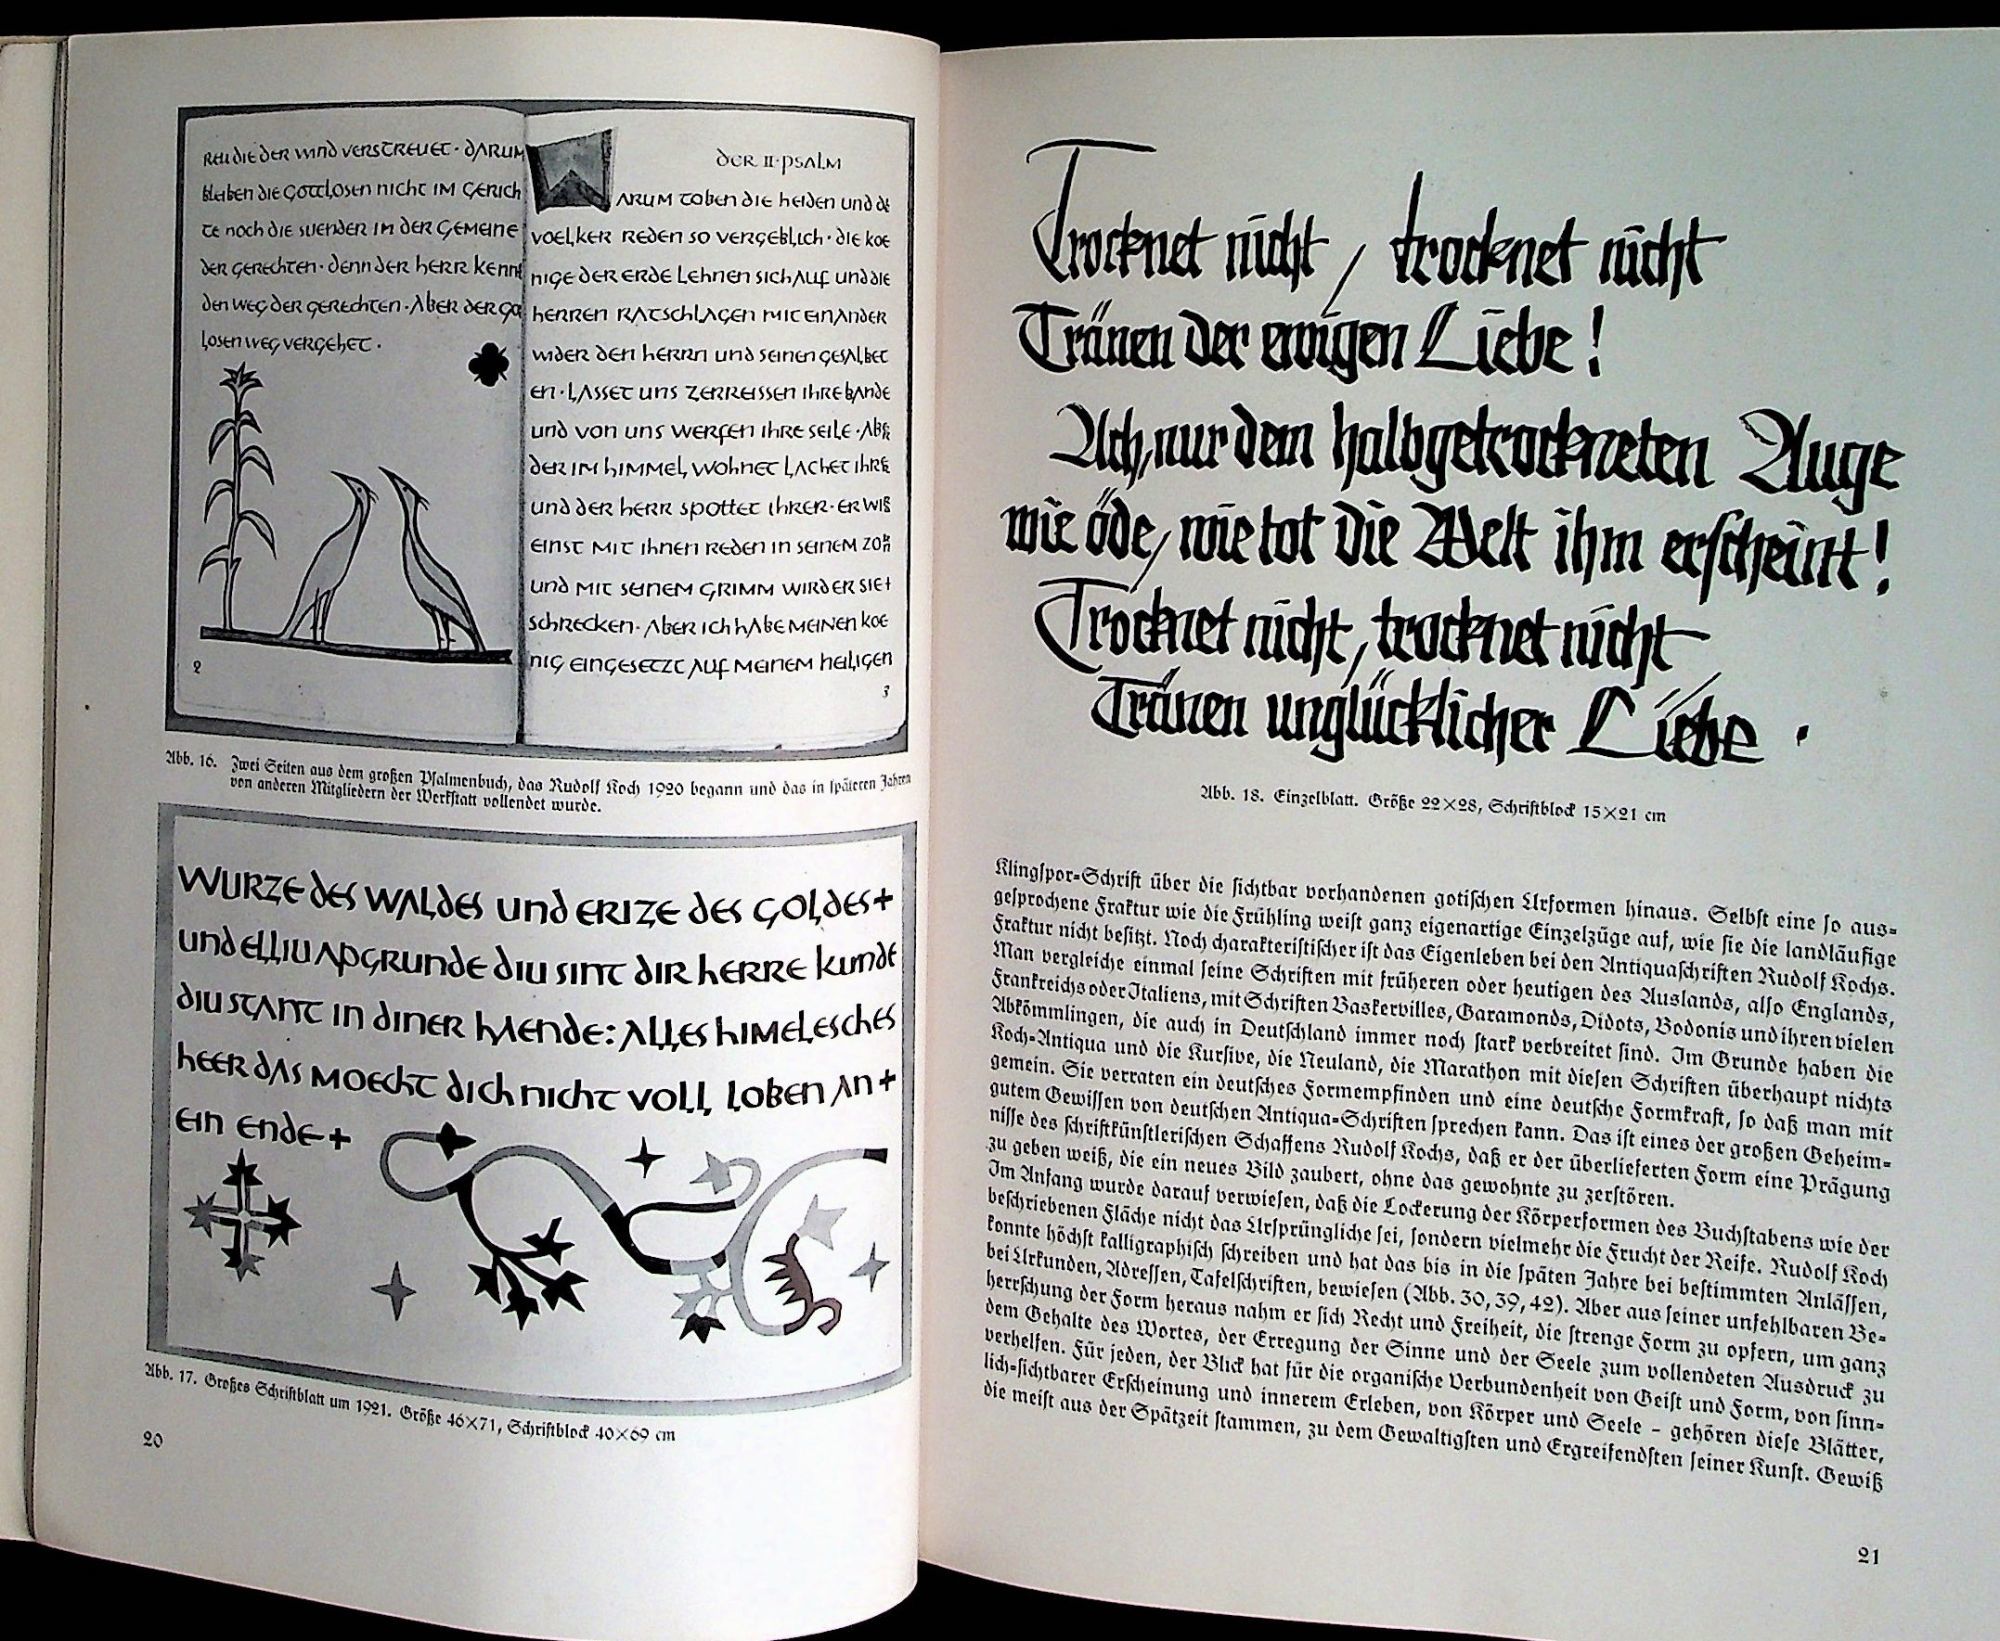 REU DIE DER WIND VERSTREUET · DARUM
bleiben die Gottlosen nicht im Gerich
te noch die suender in der Gemeine
der gerechten · denn der herr kennt
den weg der gerechten · Aber der Got
losen weg vergehet ·
2
DER II · PSALM
ARUM toben die heiden und de
voelker reden so vergeblich · die koe
nige der erde lehnen sich auf und die
herren ratschlagen mit einander
wider den herrn und seinen gesalbet
en · lasset uns zerreissen ihre bande
und von uns werfen ihre seile · Aber
der im himmel wohnet lachet ihre
und der herr spottet ihrer · er wiß
einst mit ihnen reden in seinem zorn
und mit seinem grimm wird er sie
schrecken · Aber ich habe meinen koe
nig eingesetzt auf meinem heiligen
3
Abb. 16. Zwei Seiten aus dem großen Psalmenbuch, das Rudolf Koch 1920 begann und das in späteren Jahren
von anderen Mitgliedern der Werkstatt vollendet wurde.
WURZE des WALDES und ERIZE des GOLDES+
und elliu Apgrunde diu sint dir herre kunde
diu stant in diner haende: Alles himelesches
heer das moecht dich nicht voll loben an+
ein ende+
Abb. 17. Großes Schriftblatt um 1921. Größe 46×71, Schriftblock 40×69 cm
20
Trocknet nicht, trocknet nicht
Tränen der ewigen Liebe!
Ach, nur dem halbgetrockneten Auge
wie öde, wie tot die Welt ihm erscheint!
Trocknet nicht, trocknet nicht
Tränen unglücklicher Liebe.
Abb. 18. Einzelblatt. Größe 22×28, Schriftblock 15×21 cm
Klingspor-Schrift über die sichtbar vorhandenen gotischen Urformen hinaus. Selbst eine so aus-
gesprochene Fraktur wie die Frühling weist ganz eigenartige Einzelzüge auf, wie sie die landläufige
Fraktur nicht besitzt. Noch charakteristischer ist das Eigenleben bei den Antiquaschriften Rudolf Kochs.
Man vergleiche einmal seine Schriften mit früheren oder heutigen des Auslands, also Englands,
Frankreichs oder Italiens, mit Schriften Baskervilles, Garamonds, Didots, Bodonis und ihren vielen
Abkömmlingen, die auch in Deutschland immer noch stark verbreitet sind. Im Grunde haben die
Koch-Antiqua und die Kursive, die Neuland, die Marathon mit diesen Schriften überhaupt nichts
gemein. Sie verraten ein deutsches Formempfinden und eine deutsche Formkraft, so daß man mit
gutem Gewissen von deutschen Antiqua-Schriften sprechen kann. Das ist eines der großen Geheim-
nisse des schriftkünstlerischen Schaffens Rudolf Kochs, daß er der überlieferten Form eine Prägung
zu geben weiß, die ein neues Bild zaubert, ohne das gewohnte zu zerstören.
Im Anfang wurde darauf verwiesen, daß die Lockerung der Körperformen des Buchstabens wie der
beschriebenen Fläche nicht das Ursprüngliche sei, sondern vielmehr die Frucht der Reife. Rudolf Koch
konnte höchst kalligraphisch schreiben und hat das bis in die späten Jahre bei bestimmten Anlässen,
bei Urkunden, Adressen, Tafelschriften, bewiesen (Abb. 30, 39, 42). Aber aus seiner unfehlbaren Be-
herrschung der Form heraus nahm er sich Recht und Freiheit, die strenge Form zu opfern, um ganz
dem Gehalte des Wortes, der Erregung der Sinne und der Seele zum vollendeten Ausdruck zu
verhelfen. Für jeden, der Blick hat für die organische Verbundenheit von Geist und Form, von sinn-
lich-sichtbarer Erscheinung und innerem Erleben, von Körper und Seele – gehören diese Blätter,
die meist aus der Spätzeit stammen, zu dem Gewaltigsten und Ergreifendsten seiner Kunst. Gewiß
21